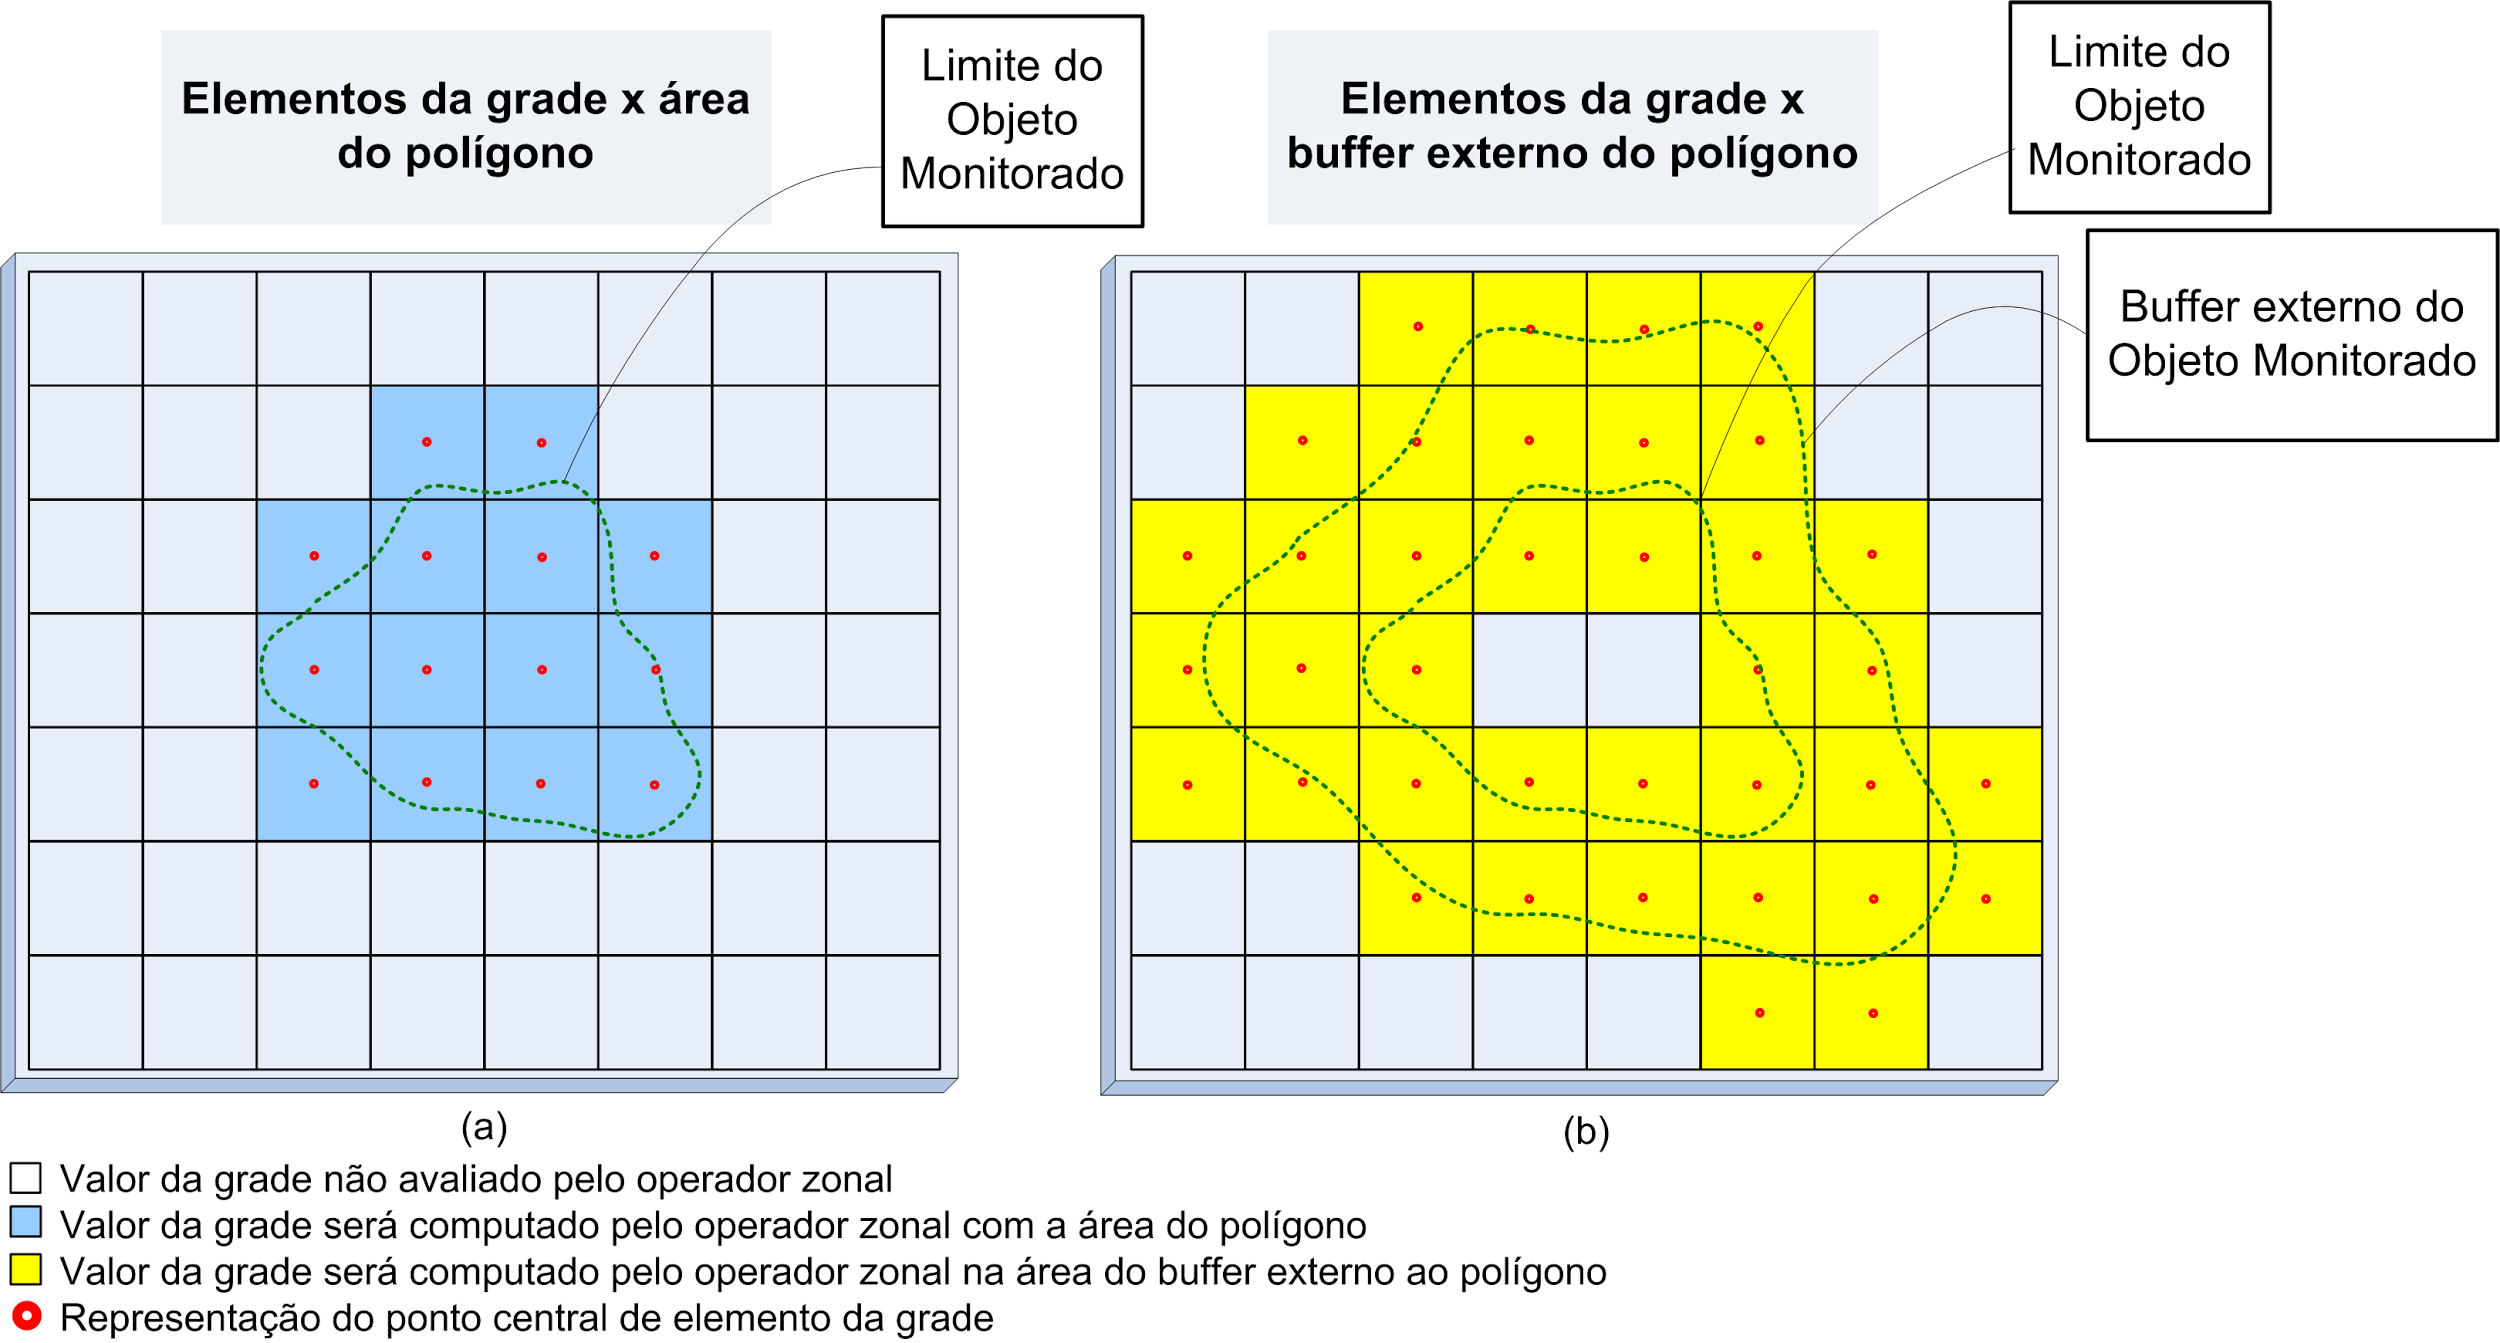 Elementos da grade x área
do polígono
Limite do
Objeto
Monitorado
Elementos da grade x
buffer externo do polígono
Limite do
Objeto
Monitorado
Buffer externo do
Objeto Monitorado
(a)
(b)
Valor da grade não avaliado pelo operador zonal
Valor da grade será computado pelo operador zonal com a área do polígono
Valor da grade será computado pelo operador zonal na área do buffer externo ao polígono
Representação do ponto central de elemento da grade